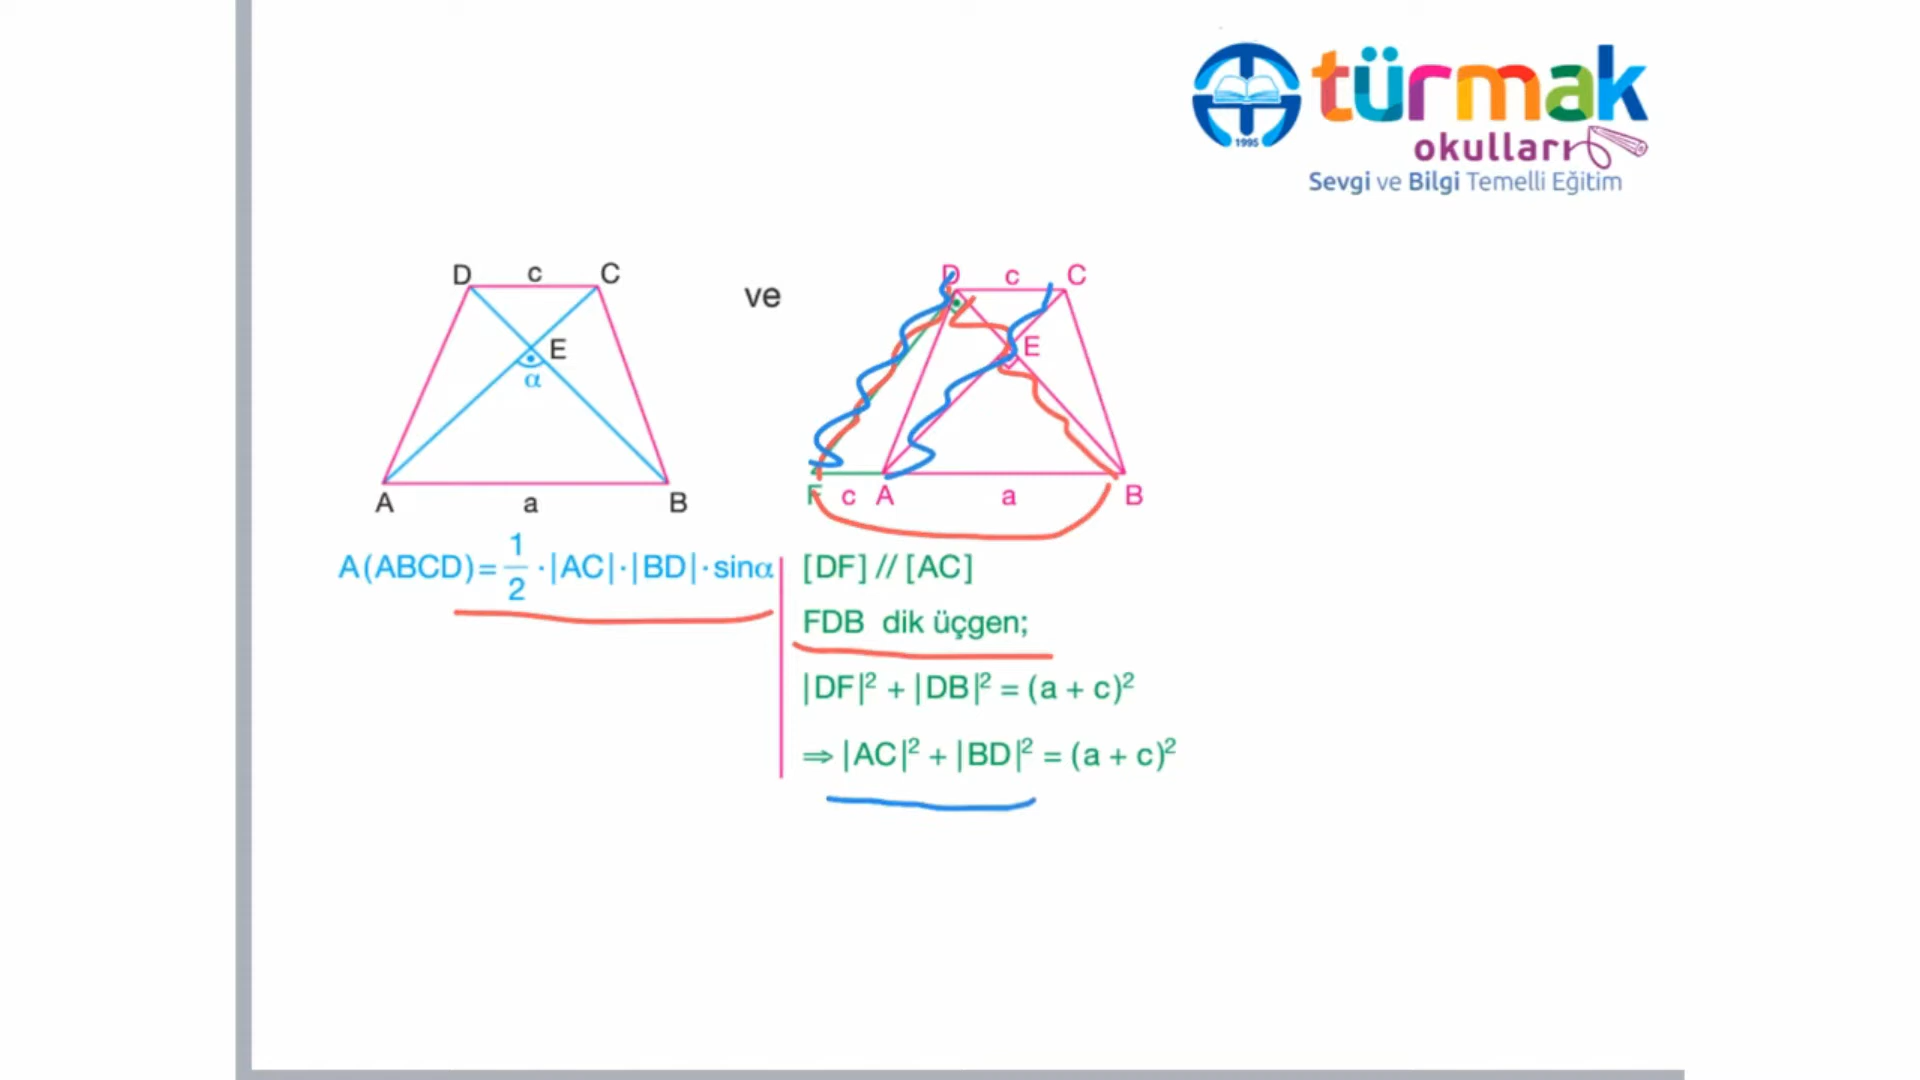 1995
türmak
okulları
Sevgi ve Bilgi Temelli Eğitim
D c C
E
α
A a B
ve
D c C
E
F c A a B
A(ABCD)=1/2·|AC|·|BD|·sinα
[DF] // [AC]
FDB dik üçgen;
|DF|² + |DB|² = (a + c)²
⇒ |AC|² + |BD|² = (a + c)²